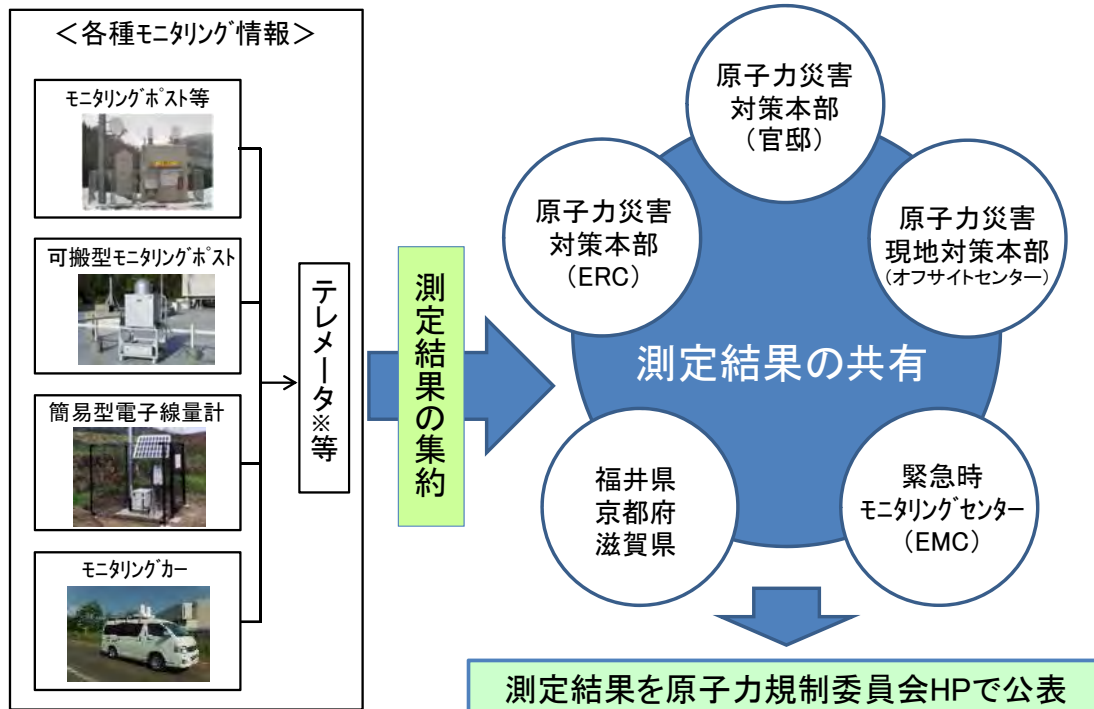 ＜各種ﾓﾆﾀﾘﾝｸﾞ情報＞
ﾓﾆﾀﾘﾝｸﾞﾎﾟｽﾄ等
可搬型ﾓﾆﾀﾘﾝｸﾞﾎﾟｽﾄ
簡易型電子線量計
ﾓﾆﾀﾘﾝｸﾞｶｰ
テレメータ※等
測定結果の集約
原子力災害
対策本部
（官邸）
原子力災害
対策本部
（ERC）
原子力災害
現地対策本部
（オフサイトセンター）
測定結果の共有
福井県
京都府
滋賀県
緊急時
ﾓﾆﾀﾘﾝｸﾞｾﾝﾀｰ
（EMC）
測定結果を原子力規制委員会HPで公表